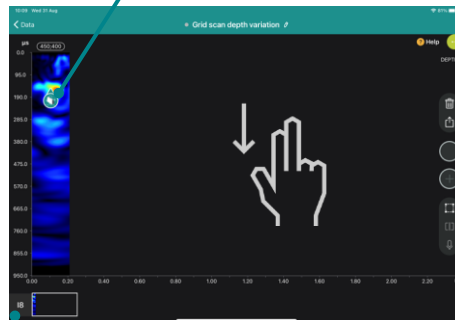 10:09 Wed 31 Aug
81%
Data
Grid scan depth variation
Help
µs
(450,400)
DEPT
0.0
95.0
190.0
285.0
380.0
475.0
570.0
665.0
760.0
855.0
950.0
0.00 0.20 0.40 0.60 0.80 1.00 1.20 1.40 1.60 1.80 2.00 2.20